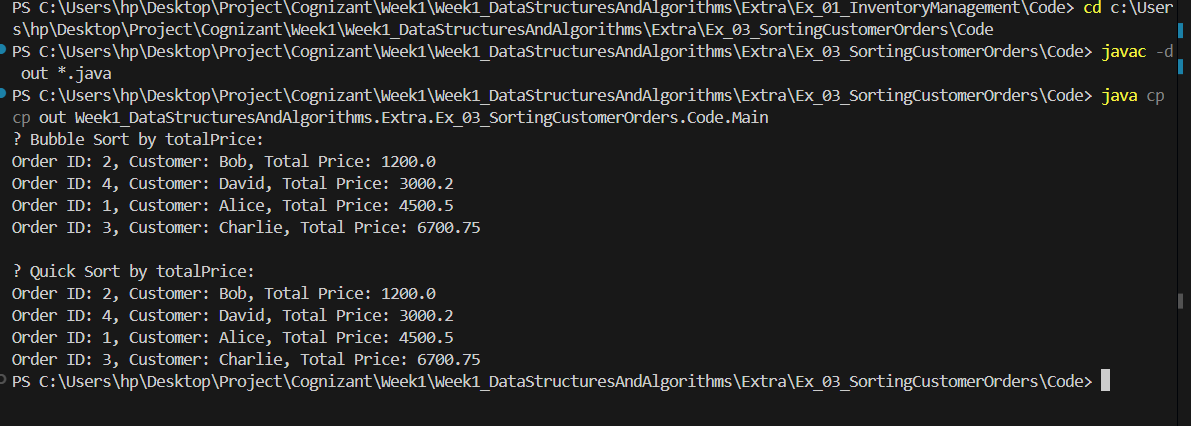 PS C:\Users\hp\Desktop\Project\Cognizant\Week1\Week1_DataStructuresAndAlgorithms\Extra\Ex_01_InventoryManagement\Code> cd c:\User
s\hp\Desktop\Project\Cognizant\Week1\Week1_DataStructuresAndAlgorithms\Extra\Ex_03_SortingCustomerOrders\Code
PS C:\Users\hp\Desktop\Project\Cognizant\Week1\Week1_DataStructuresAndAlgorithms\Extra\Ex_03_SortingCustomerOrders\Code> javac -d
 out *.java
PS C:\Users\hp\Desktop\Project\Cognizant\Week1\Week1_DataStructuresAndAlgorithms\Extra\Ex_03_SortingCustomerOrders\Code> java cp
cp out Week1_DataStructuresAndAlgorithms.Extra.Ex_03_SortingCustomerOrders.Code.Main
? Bubble Sort by totalPrice:
Order ID: 2, Customer: Bob, Total Price: 1200.0
Order ID: 4, Customer: David, Total Price: 3000.2
Order ID: 1, Customer: Alice, Total Price: 4500.5
Order ID: 3, Customer: Charlie, Total Price: 6700.75

? Quick Sort by totalPrice:
Order ID: 2, Customer: Bob, Total Price: 1200.0
Order ID: 4, Customer: David, Total Price: 3000.2
Order ID: 1, Customer: Alice, Total Price: 4500.5
Order ID: 3, Customer: Charlie, Total Price: 6700.75
PS C:\Users\hp\Desktop\Project\Cognizant\Week1\Week1_DataStructuresAndAlgorithms\Extra\Ex_03_SortingCustomerOrders\Code>